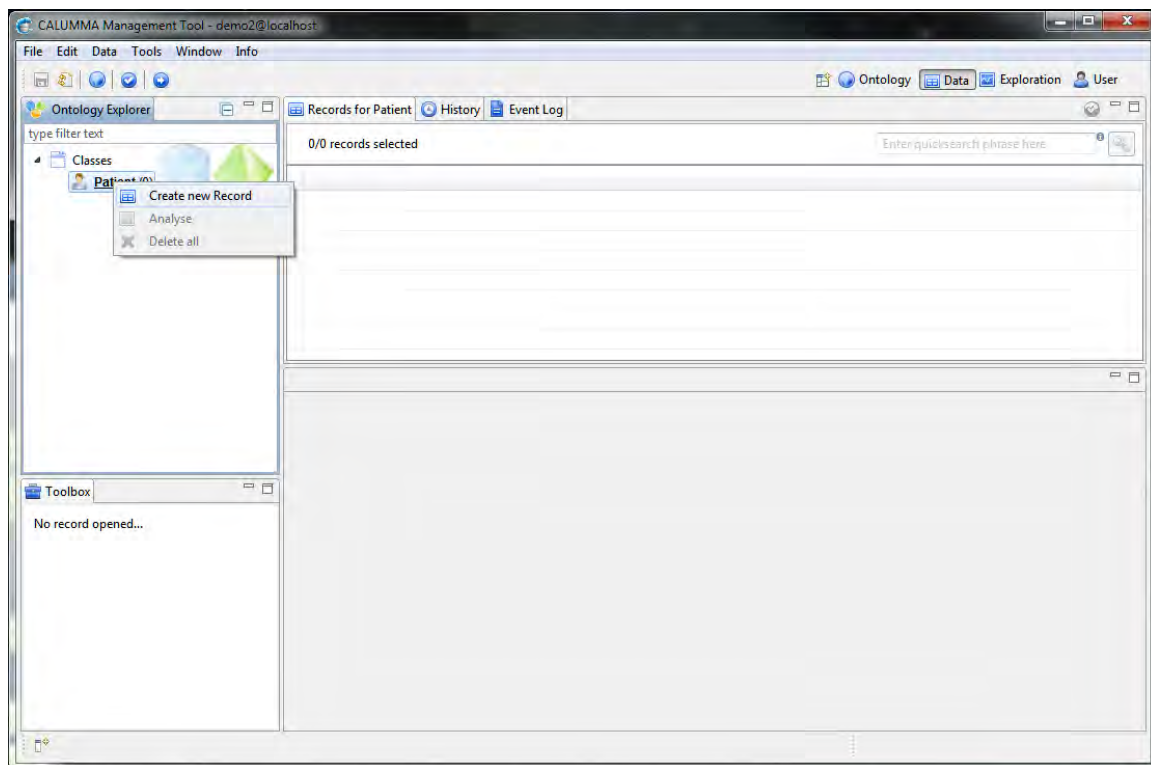 CALUMMA Management Tool - demo2@localhost
File Edit Data Tools Window Info
Ontology Data Exploration User
Ontology Explorer
Records for Patient History Event Log
type filter text
0/0 records selected
Enter quicksearch phrase here
Classes
Patient (0)
Create new Record
Analyse
Delete all
Toolbox
No record opened...